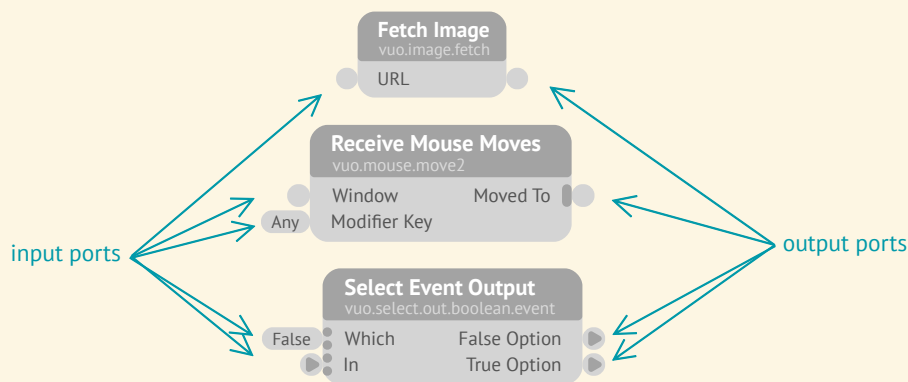 Fetch Image
vuo.image.fetch
URL
Receive Mouse Moves
vuo.mouse.move2
Window Moved To
Any Modifier Key
input ports
output ports
Select Event Output
vuo.select.out.boolean.event
False Which False Option
In True Option